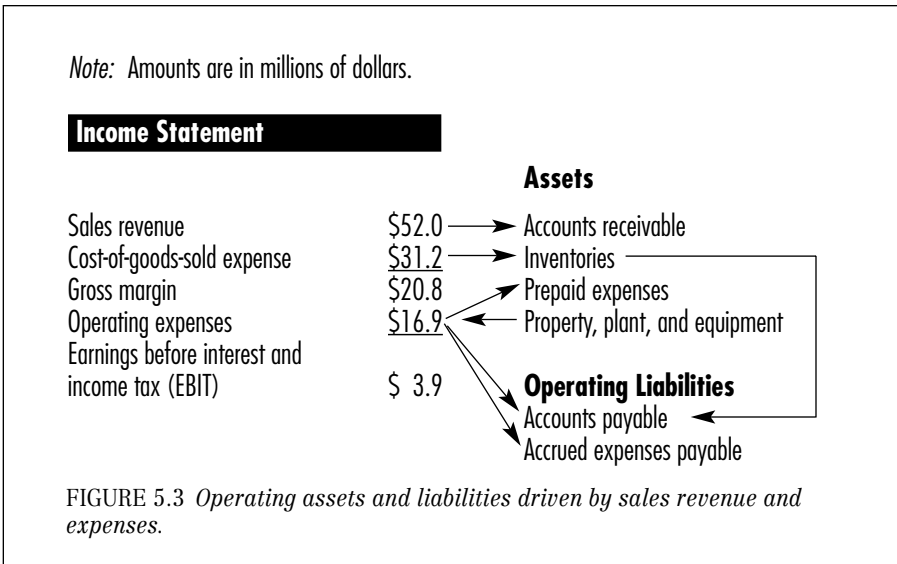 Note: Amounts are in millions of dollars.
Income Statement
Assets
Sales revenue $52.0 Accounts receivable
Cost-of-goods-sold expense $31.2 Inventories
Gross margin $20.8 Prepaid expenses
Operating expenses $16.9 Property, plant, and equipment
Earnings before interest and
income tax (EBIT) $ 3.9 Operating Liabilities
Accounts payable
Accrued expenses payable
FIGURE 5.3 Operating assets and liabilities driven by sales revenue and
expenses.